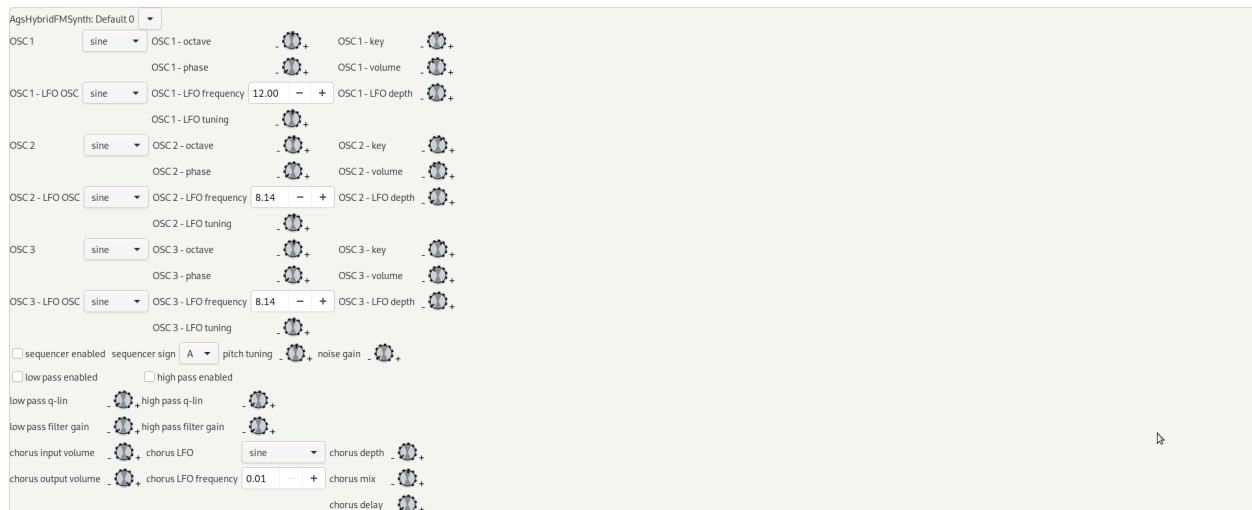 AgsHybridFMSynth: Default 0
OSC 1 sine OSC 1 - octave - + OSC 1 - key - +
OSC 1 - phase - + OSC 1 - volume - +
OSC 1 - LFO OSC sine OSC 1 - LFO frequency 12.00 − + OSC 1 - LFO depth - +
OSC 1 - LFO tuning - +
OSC 2 sine OSC 2 - octave - + OSC 2 - key - +
OSC 2 - phase - + OSC 2 - volume - +
OSC 2 - LFO OSC sine OSC 2 - LFO frequency 8.14 − + OSC 2 - LFO depth - +
OSC 2 - LFO tuning - +
OSC 3 sine OSC 3 - octave - + OSC 3 - key - +
OSC 3 - phase - + OSC 3 - volume - +
OSC 3 - LFO OSC sine OSC 3 - LFO frequency 8.14 − + OSC 3 - LFO depth - +
OSC 3 - LFO tuning - +
sequencer enabled sequencer sign A pitch tuning - + noise gain - +
low pass enabled high pass enabled
low pass q-lin - + high pass q-lin - +
low pass filter gain - + high pass filter gain - +
chorus input volume - + chorus LFO sine chorus depth - +
chorus output volume - + chorus LFO frequency 0.01 − + chorus mix - +
chorus delay - +